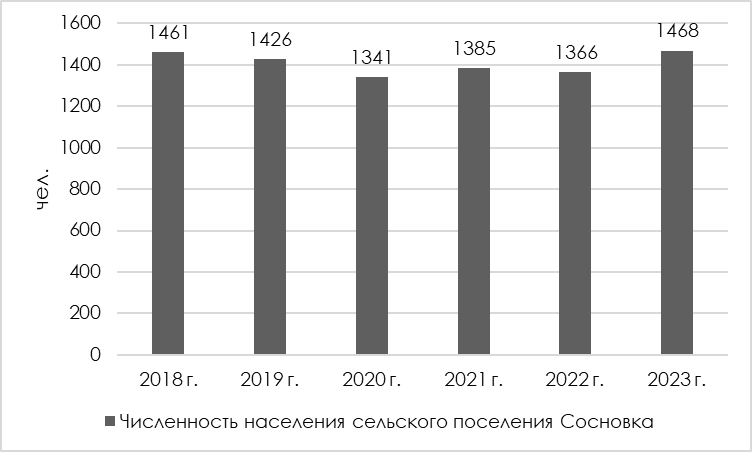 1600
1400
1200
1000
800
600
400
200
0
чел.
1461 1426 1341 1385 1366 1468
2018 г. 2019 г. 2020 г. 2021 г. 2022 г. 2023 г.
Численность населения сельского поселения Сосновка